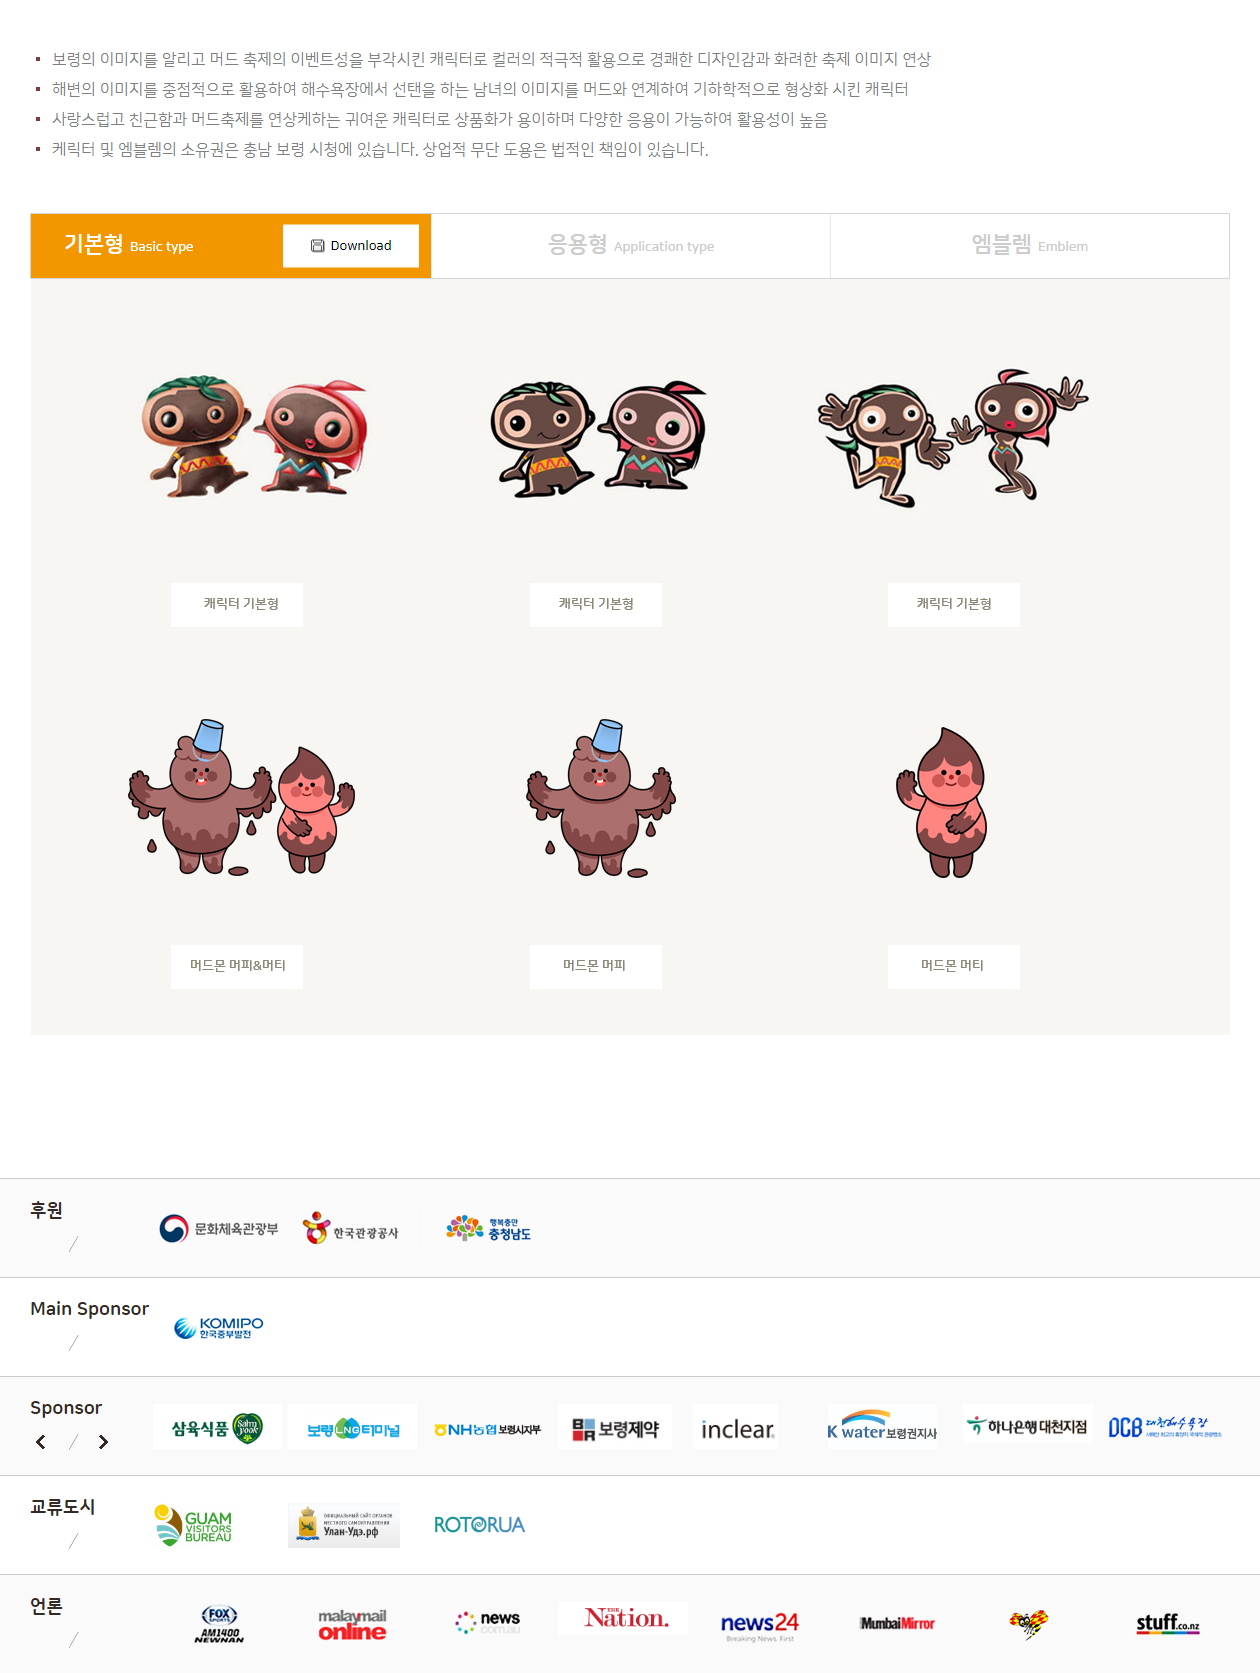 보령의 이미지를 알리고 머드 축제의 이벤트성을 부각시킨 캐릭터로 컬러의 적극적 활용으로 경쾌한 디자인감과 화려한 축제 이미지 연상
해변의 이미지를 중점적으로 활용하여 해수욕장에서 선탠을 하는 남녀의 이미지를 머드와 연계하여 기하학적으로 형상화 시킨 캐릭터
사랑스럽고 친근함과 머드축제를 연상케하는 귀여운 캐릭터로 상품화가 용이하며 다양한 응용이 가능하여 활용성이 높음
케릭터 및 엠블렘의 소유권은 충남 보령 시청에 있습니다. 상업적 무단 도용은 법적인 책임이 있습니다.
기본형 Basic type Download 응용형 Application type 엠블렘 Emblem
캐릭터 기본형 캐릭터 기본형 캐릭터 기본형
머드몬 머피&머티 머드몬 머피 머드몬 머티
후원
문화체육관광부 한국관광공사 행복충만 충청남도
Main Sponsor
KOMIPO
한국중부발전
Sponsor
삼육식품 Sahm yook 보령LNG터미널 NH농협 보령시지부 BR 보령제약 inclear K water 보령권지사 하나은행 대천지점 DCB 대천해수욕장
교류도시
GUAM VISITORS BUREAU ОФИЦИАЛЬНЫЙ САЙТ ОРГАНОВ МЕСТНОГО САМОУПРАВЛЕНИЯ Улан-Удэ.рф ROTORUA
언론
FOX SPORTS AM1400 NEWNAN malaymail online news com.au THE Nation. news24 Breaking News. First MumbaiMirror stuff.co.nz